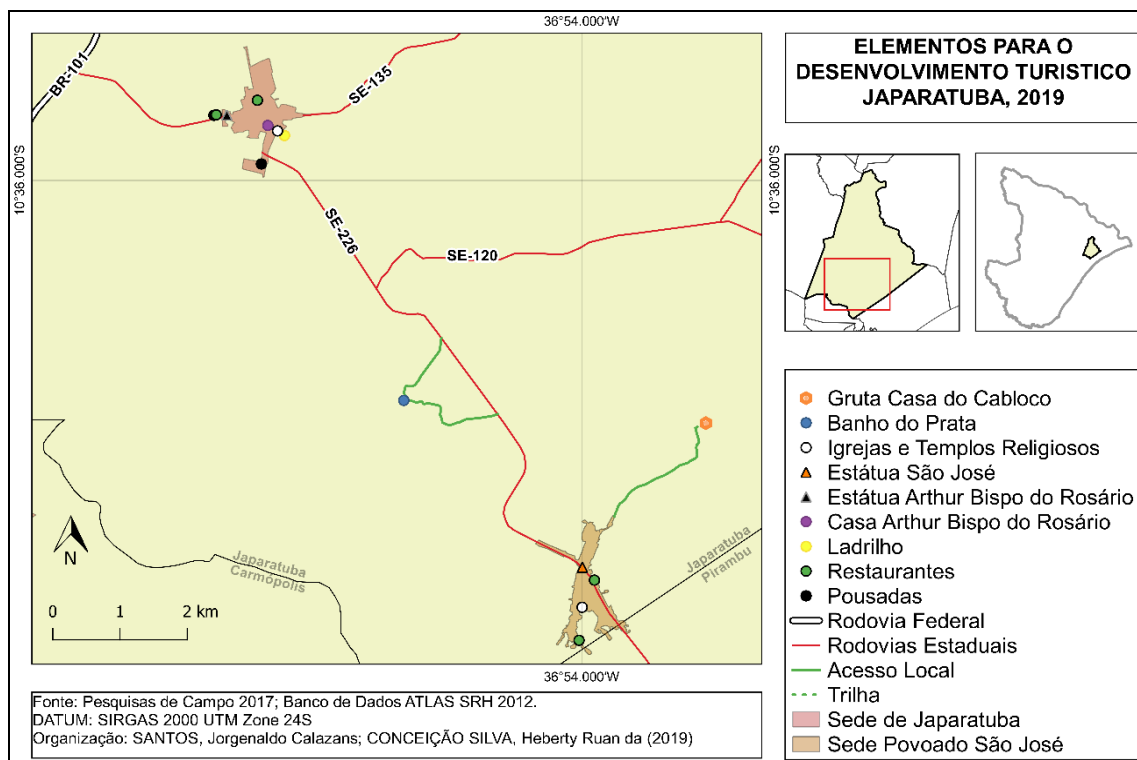 36°54.000'W
ELEMENTOS PARA O
DESENVOLVIMENTO TURISTICO
JAPARATUBA, 2019
BR-101
SE-135
10°36.000'S
10°36.000'S
SE-226
SE-120
Japaratuba
Carmópolis
Japaratuba
Pirambu
N
0 1 2 km
36°54.000'W
Gruta Casa do Cabloco
Banho do Prata
Igrejas e Templos Religiosos
Estátua São José
Estátua Arthur Bispo do Rosário
Casa Arthur Bispo do Rosário
Ladrilho
Restaurantes
Pousadas
Rodovia Federal
Rodovias Estaduais
Acesso Local
Trilha
Sede de Japaratuba
Sede Povoado São José
Fonte: Pesquisas de Campo 2017; Banco de Dados ATLAS SRH 2012.
DATUM: SIRGAS 2000 UTM Zone 24S
Organização: SANTOS, Jorgenaldo Calazans; CONCEIÇÃO SILVA, Heberty Ruan da (2019)